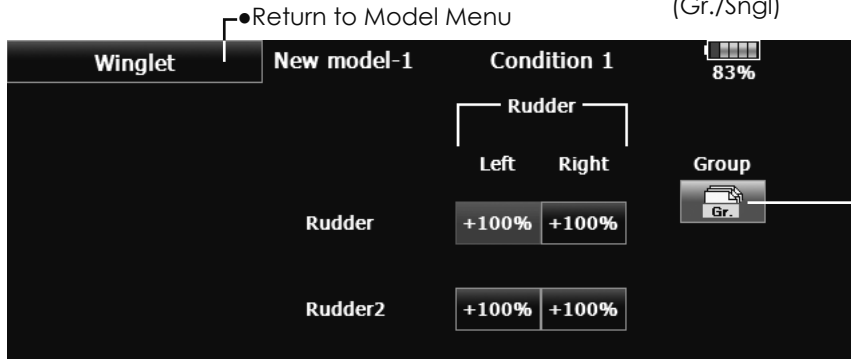 (Gr./Sngl)
●Return to Model Menu
Winglet New model-1 Condition 1 83%
Rudder
Left Right Group
Gr.
Rudder +100% +100%
Rudder2 +100% +100%